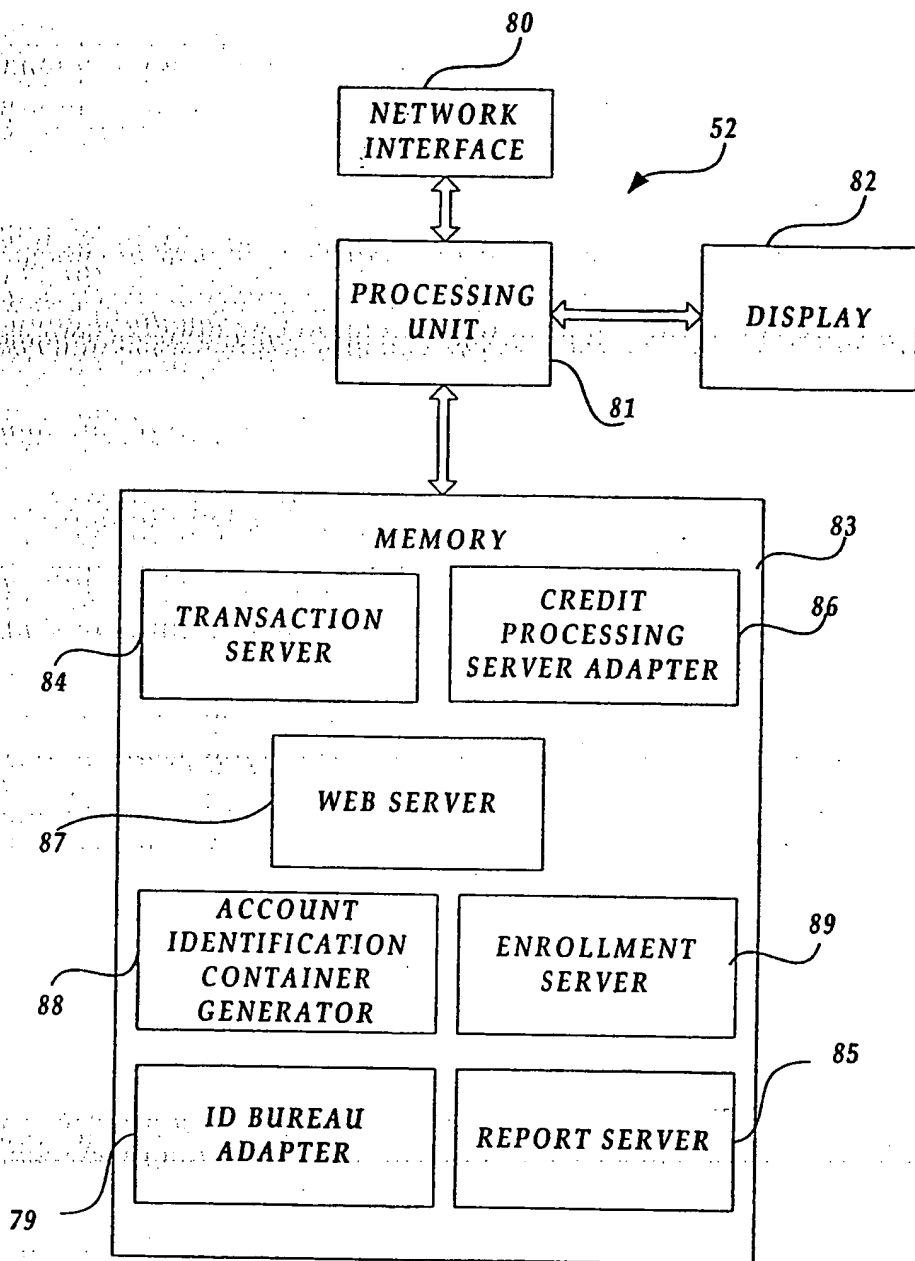 80
NETWORK
INTERFACE
52
82
PROCESSING
UNIT
DISPLAY
81
MEMORY
83
TRANSACTION
SERVER
84
CREDIT
PROCESSING
SERVER ADAPTER
86
WEB SERVER
87
ACCOUNT
IDENTIFICATION
CONTAINER
GENERATOR
88
ENROLLMENT
SERVER
89
ID BUREAU
ADAPTER
79
REPORT SERVER
85